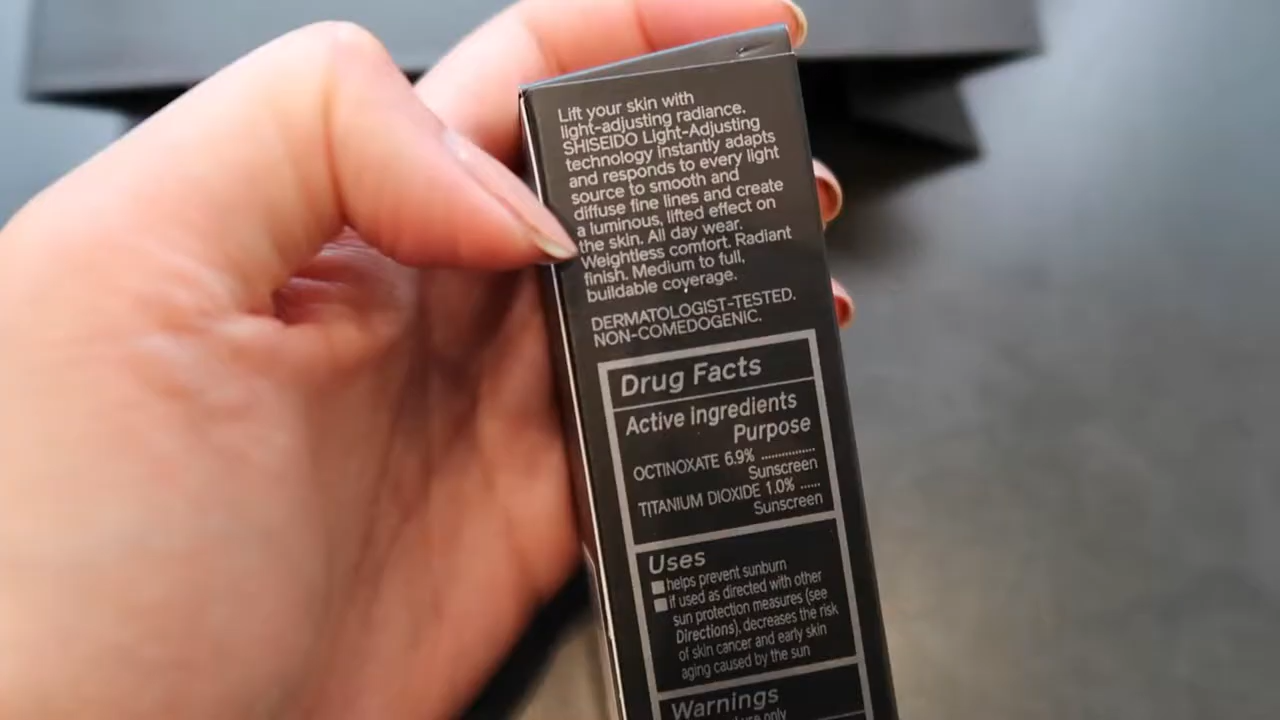 Lift your skin with
light-adjusting radiance.
SHISEIDO Light-Adjusting
technology instantly adapts
and responds to every light
source to smooth and
diffuse fine lines and create
a luminous, lifted effect on
the skin. All day wear.
Weightless comfort. Radiant
finish. Medium to full,
buildable coverage.
DERMATOLOGIST-TESTED.
NON-COMEDOGENIC.
Drug Facts
Active Ingredients
Purpose
OCTINOXATE 6.9% ..............
Sunscreen
TITANIUM DIOXIDE 1.0% ......
Sunscreen
Uses
■ helps prevent sunburn
■ if used as directed with other
sun protection measures (see
Directions), decreases the risk
of skin cancer and early skin
aging caused by the sun
Warnings
use only